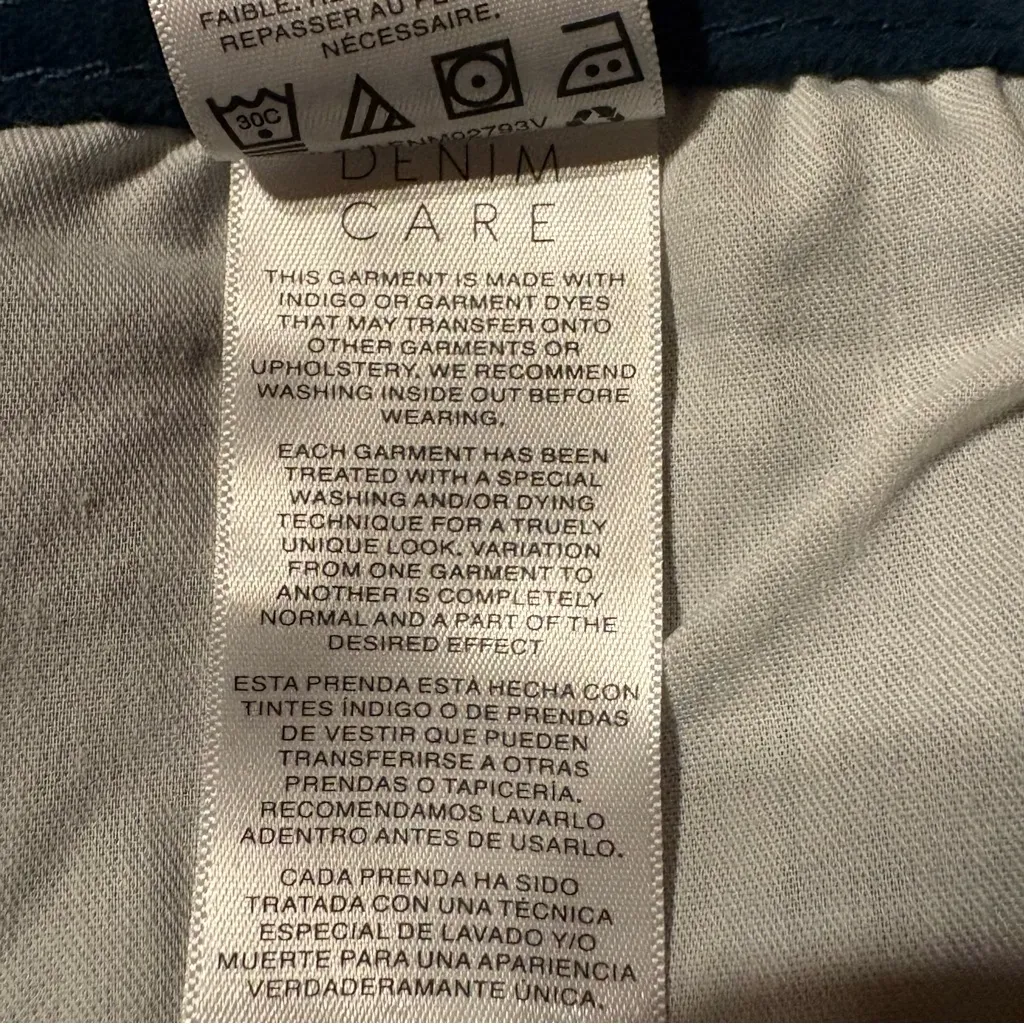 FAIBLE.
REPASSER AU
NÉCESSAIRE.
30C
DENIM
CARE
THIS GARMENT IS MADE WITH
INDIGO OR GARMENT DYES
THAT MAY TRANSFER ONTO
OTHER GARMENTS OR
UPHOLSTERY. WE RECOMMEND
WASHING INSIDE OUT BEFORE
WEARING.
EACH GARMENT HAS BEEN
TREATED WITH A SPECIAL
WASHING AND/OR DYING
TECHNIQUE FOR A TRUELY
UNIQUE LOOK. VARIATION
FROM ONE GARMENT TO
ANOTHER IS COMPLETELY
NORMAL AND A PART OF THE
DESIRED EFFECT
ESTA PRENDA ESTÁ HECHA CON
TINTES ÍNDIGO O DE PRENDAS
DE VESTIR QUE PUEDEN
TRANSFERIRSE A OTRAS
PRENDAS O TAPICERÍA.
RECOMENDAMOS LAVARLO
ADENTRO ANTES DE USARLO.
CADA PRENDA HA SIDO
TRATADA CON UNA TÉCNICA
ESPECIAL DE LAVADO Y/O
MUERTE PARA UNA APARIENCIA
VERDADERAMANTE ÚNICA.